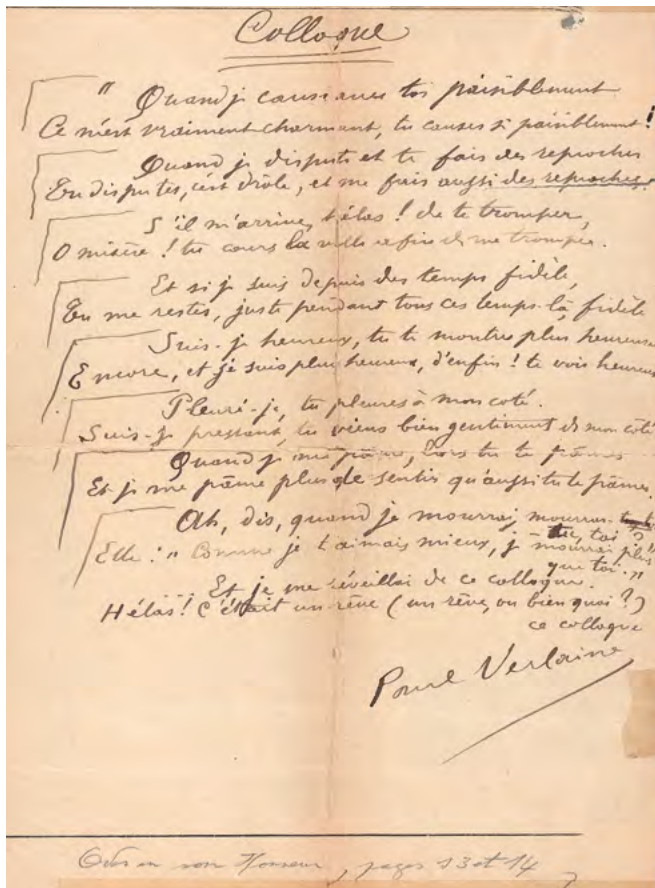 Colloque
" Quand je cause avec toi paisiblement
Ce m'est vraiment charmant, tu causes si paisiblement !
Quand je dispute et te fais des reproches
Tu disputes, c'est drôle, et me fais aussi des reproches.
S'il m'arrive, hélas ! de te tromper,
O misère ! tu cours la ville afin de me tromper.
Et si je suis depuis des temps fidèle,
Tu me restes, juste pendant tous ces temps-là, fidèle
Suis-je heureux, tu te montres plus heureuse
Encore, et je suis plus heureux, d'enfin ! te voir heureuse
Pleuré-je, tu pleures à mon côté.
Suis-je pressant, tu viens bien gentiment de mon côté
Quand je me pâme, lors tu te pâmes
Et je me pâme plus de sentir qu'aussi tu te pâmes.
Ah, dis, quand je mourrai, mourras-
tu, toi ?
Elle : " Comme je t'aimais mieux, je mourrai plus
que toi. "
... Et je me réveillai de ce colloque.
Hélas ! C'était un rêve (un rêve, ou bien quoi ?)
ce colloque
Paul Verlaine
Odes en son Honneur, pages 13 et 14